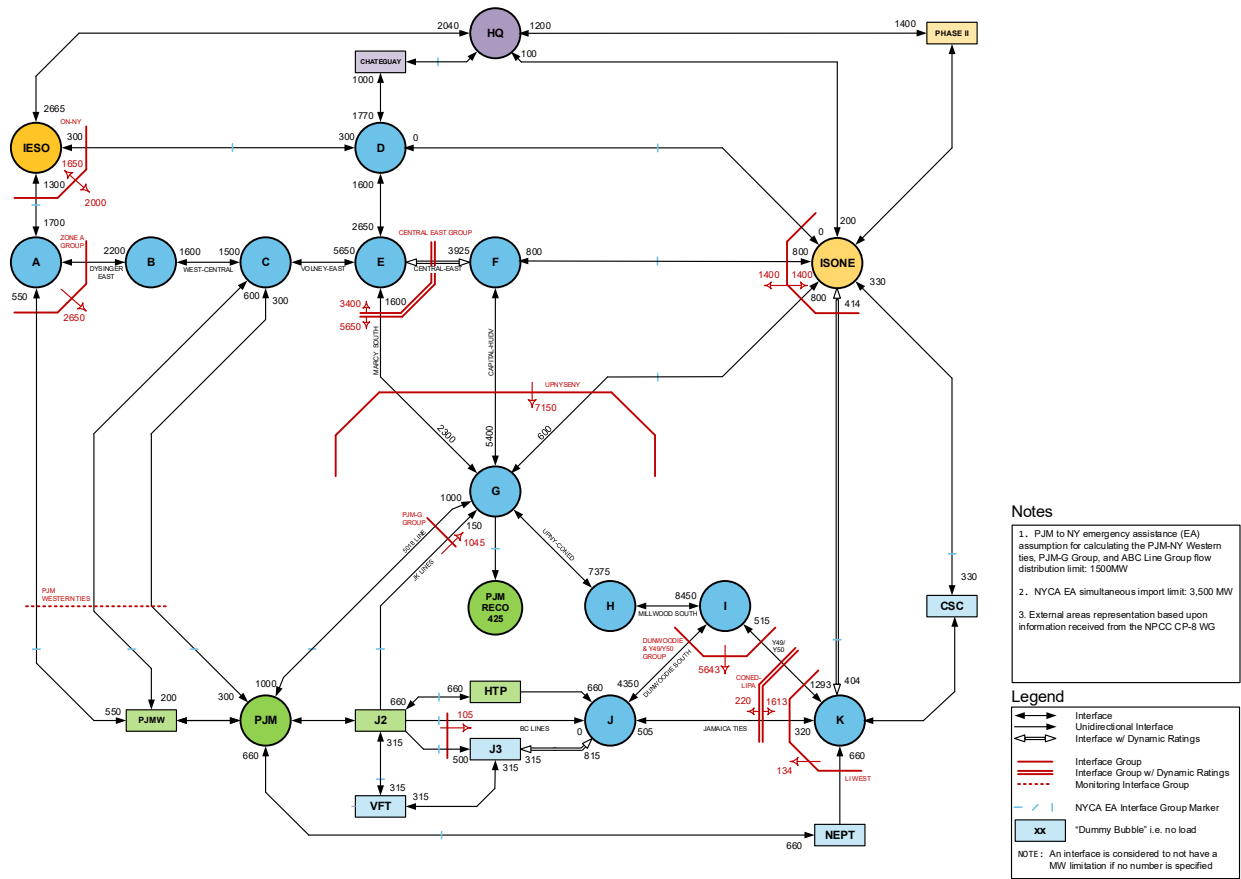 2040
HQ
1200
1400
PHASE II
100
CHATEGUAY
1000
2665
ON-NY
300
IESO
1650
1300
2000
1770
300
D
0
1600
200
0
1700
ZONE A
GROUP
2200
A
DYSINGER
EAST
B
1600
WEST-CENTRAL
1500
C
5650
VOLNEY-EAST
2650
E
CENTRAL EAST GROUP
3925
CENTRAL-EAST
F
800
800
ISONE
1400
1400
800
330
414
550
2650
600
300
3400
1600
5650
MARCY SOUTH
CAPITAL-HUDV
UPNYSENY
7150
2300
5400
600
G
1000
PJM-G
GROUP
150
1045
5018 LINE
JK LINES
UPNY-CONED
PJM
RECO
425
7375
H
8450
MILLWOOD SOUTH
I
515
PJM
WESTERN TIES
DUNWOODIE
& Y49/Y50
GROUP
5643
DUNWOODIE SOUTH
Y49/
Y50
CONED-
LIPA
330
CSC
1000
300
PJM
660
200
550
PJMW
660
660
HTP
660
4350
1293
404
J2
105
BC LINES
0
J
505
JAMAICA TIES
220
1613
320
K
315
500
J3
315
815
660
134
LI WEST
315
315
VFT
315
660
NEPT
Notes
1. PJM to NY emergency assistance (EA)
assumption for calculating the PJM-NY Western
ties, PJM-G Group, and ABC Line Group flow
distribution limit: 1500MW
2. NYCA EA simultaneous import limit: 3,500 MW
3. External areas representation based upon
information received from the NPCC CP-8 WG
Legend
Interface
Unidirectional Interface
Interface w/ Dynamic Ratings
Interface Group
Interface Group w/ Dynamic Ratings
Monitoring Interface Group
NYCA EA Interface Group Marker
xx
"Dummy Bubble" i.e. no load
NOTE: An interface is considered to not have a
MW limitation if no number is specified